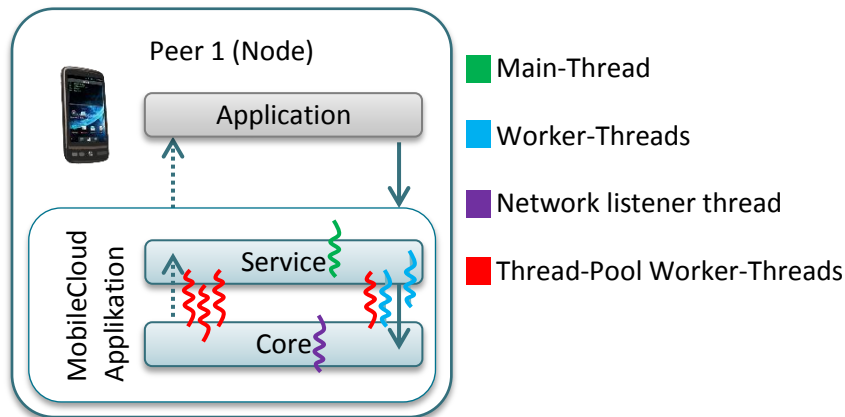 Peer 1 (Node)
Application
MobileCloud
Applikation
Service
Core
Main-Thread
Worker-Threads
Network listener thread
Thread-Pool Worker-Threads